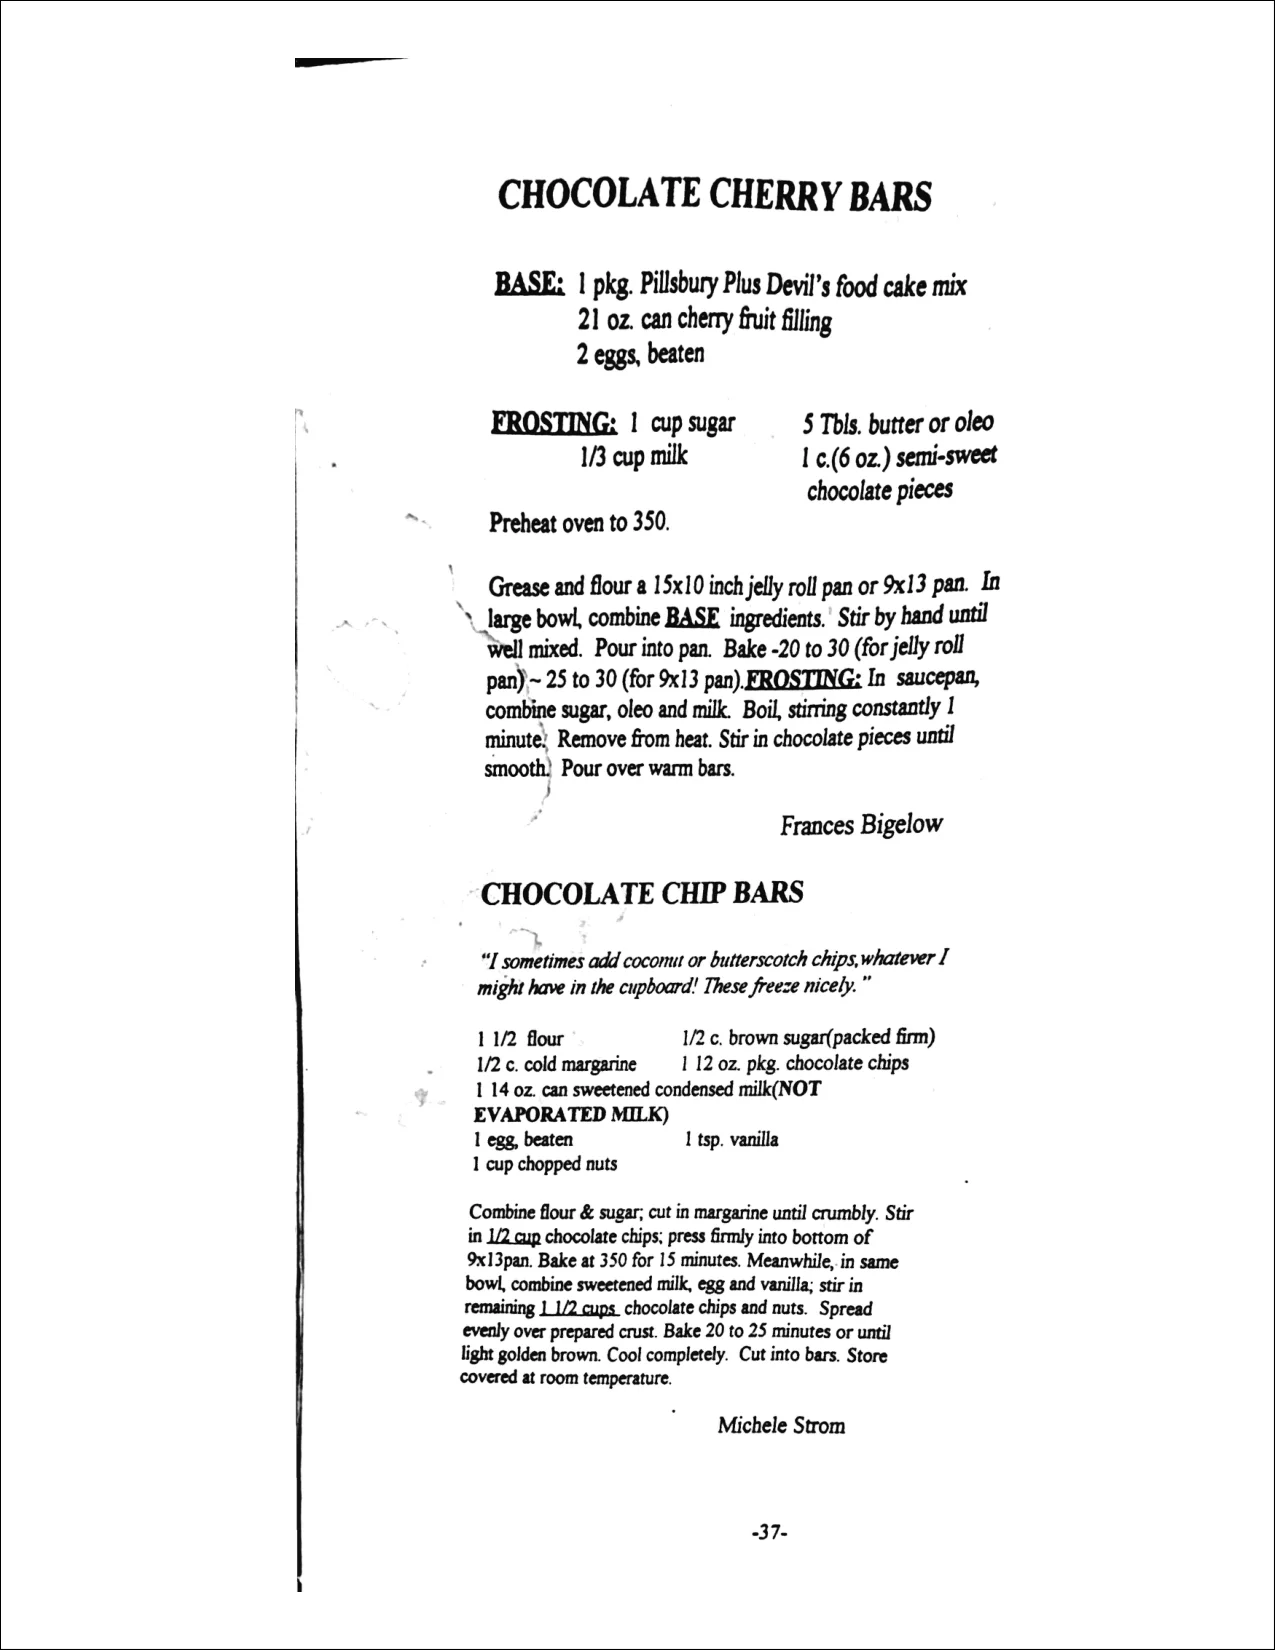 CHOCOLATE CHERRY BARS
BASE: 1 pkg. Pillsbury Plus Devil's food cake mix
21 oz. can cherry fruit filling
2 eggs, beaten
FROSTING: 1 cup sugar 5 Tbls. butter or oleo
1/3 cup milk 1 c.(6 oz.) semi-sweet
chocolate pieces
Preheat oven to 350.
Grease and flour a 15x10 inch jelly roll pan or 9x13 pan. In
large bowl, combine BASE ingredients. Stir by hand until
well mixed. Pour into pan. Bake -20 to 30 (for jelly roll
pan) ~ 25 to 30 (for 9x13 pan).FROSTING: In saucepan,
combine sugar, oleo and milk. Boil, stirring constantly 1
minute. Remove from heat. Stir in chocolate pieces until
smooth. Pour over warm bars.
Frances Bigelow
CHOCOLATE CHIP BARS
"I sometimes add coconut or butterscotch chips, whatever I
might have in the cupboard! These freeze nicely. "
1 1/2 flour 1/2 c. brown sugar(packed firm)
1/2 c. cold margarine 1 12 oz. pkg. chocolate chips
1 14 oz. can sweetened condensed milk(NOT
EVAPORATED MILK)
1 egg, beaten 1 tsp. vanilla
1 cup chopped nuts
Combine flour & sugar; cut in margarine until crumbly. Stir
in 1/2 cup chocolate chips; press firmly into bottom of
9x13pan. Bake at 350 for 15 minutes. Meanwhile, in same
bowl, combine sweetened milk, egg and vanilla; stir in
remaining 1 1/2 cups chocolate chips and nuts. Spread
evenly over prepared crust. Bake 20 to 25 minutes or until
light golden brown. Cool completely. Cut into bars. Store
covered at room temperature.
Michele Strom
-37-